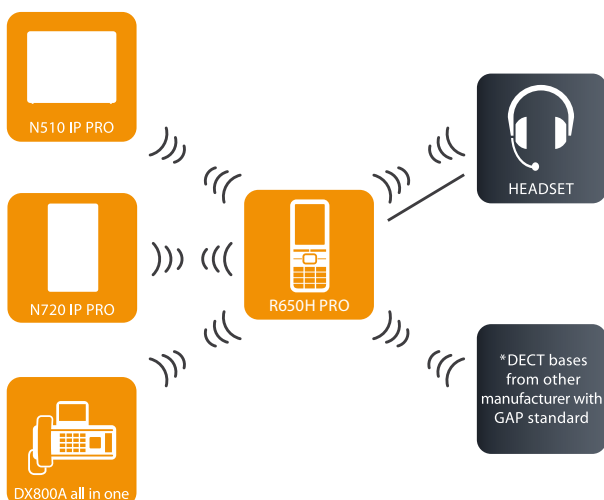 N510 IP PRO
HEADSET
N720 IP PRO
R650H PRO
*DECT bases
from other
manufacturer with
GAP standard
DX800A all in one